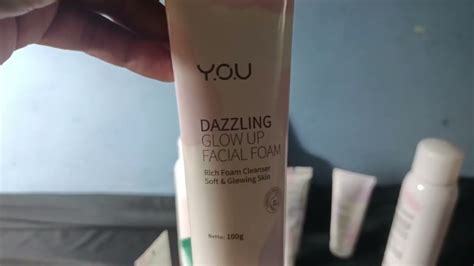 Y.O.U
DAZZLING
GLOW UP
FACIAL FOAM
Rich Foam Cleanser
Soft & Glowing Skin
Netto: 100g